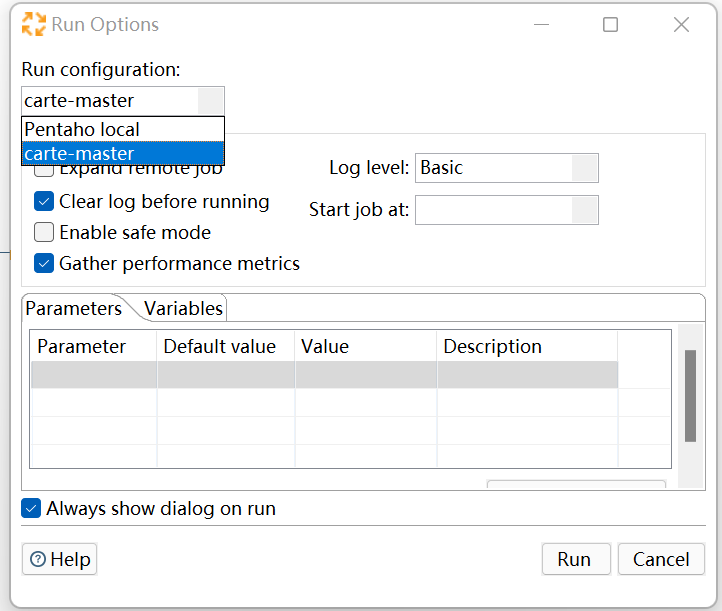 Run Options
Run configuration:
carte-master
Pentaho local
carte-master
Expand remote job
Log level: Basic
Clear log before running
Start job at:
Enable safe mode
Gather performance metrics
Parameters Variables
Parameter Default value Value Description
Always show dialog on run
Help Run Cancel